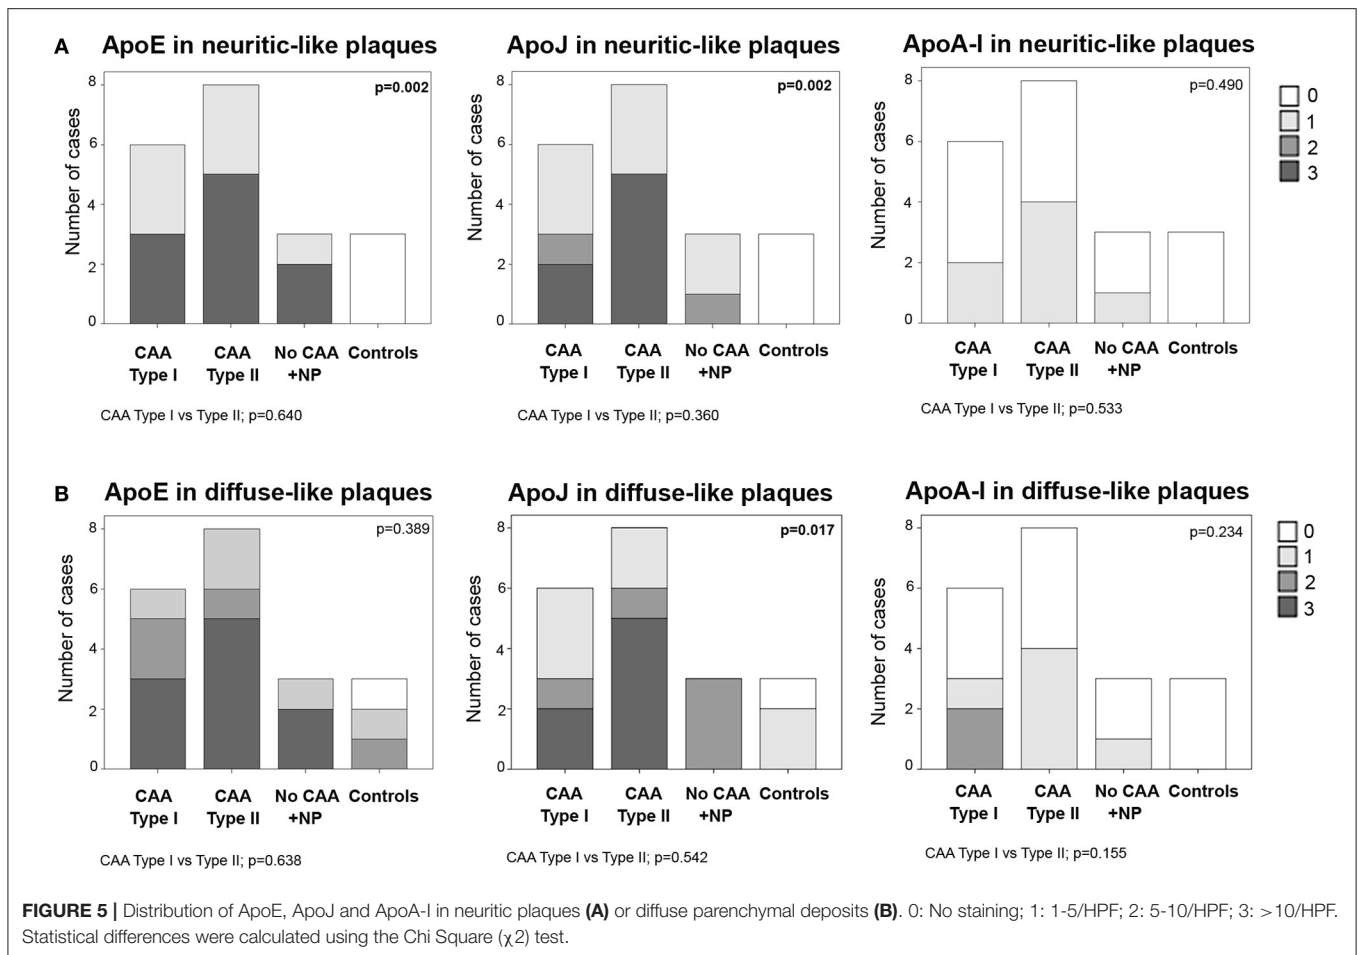 A
ApoE in neuritic-like plaques
Number of cases
8
6
4
2
0
p=0.002
CAA Type I
CAA Type II
No CAA +NP
Controls
CAA Type I vs Type II; p=0.640
ApoJ in neuritic-like plaques
Number of cases
8
6
4
2
0
p=0.002
CAA Type I
CAA Type II
No CAA +NP
Controls
CAA Type I vs Type II; p=0.360
ApoA-I in neuritic-like plaques
Number of cases
8
6
4
2
0
p=0.490
CAA Type I
CAA Type II
No CAA +NP
Controls
CAA Type I vs Type II; p=0.533
0
1
2
3
B
ApoE in diffuse-like plaques
Number of cases
8
6
4
2
0
p=0.389
CAA Type I
CAA Type II
No CAA +NP
Controls
CAA Type I vs Type II; p=0.638
ApoJ in diffuse-like plaques
Number of cases
8
6
4
2
0
p=0.017
CAA Type I
CAA Type II
No CAA +NP
Controls
CAA Type I vs Type II; p=0.542
ApoA-I in diffuse-like plaques
Number of cases
8
6
4
2
0
p=0.234
CAA Type I
CAA Type II
No CAA +NP
Controls
CAA Type I vs Type II; p=0.155
0
1
2
3
FIGURE 5 | Distribution of ApoE, ApoJ and ApoA-I in neuritic plaques (A) or diffuse parenchymal deposits (B). 0: No staining; 1: 1-5/HPF; 2: 5-10/HPF; 3: >10/HPF.
Statistical differences were calculated using the Chi Square (χ2) test.